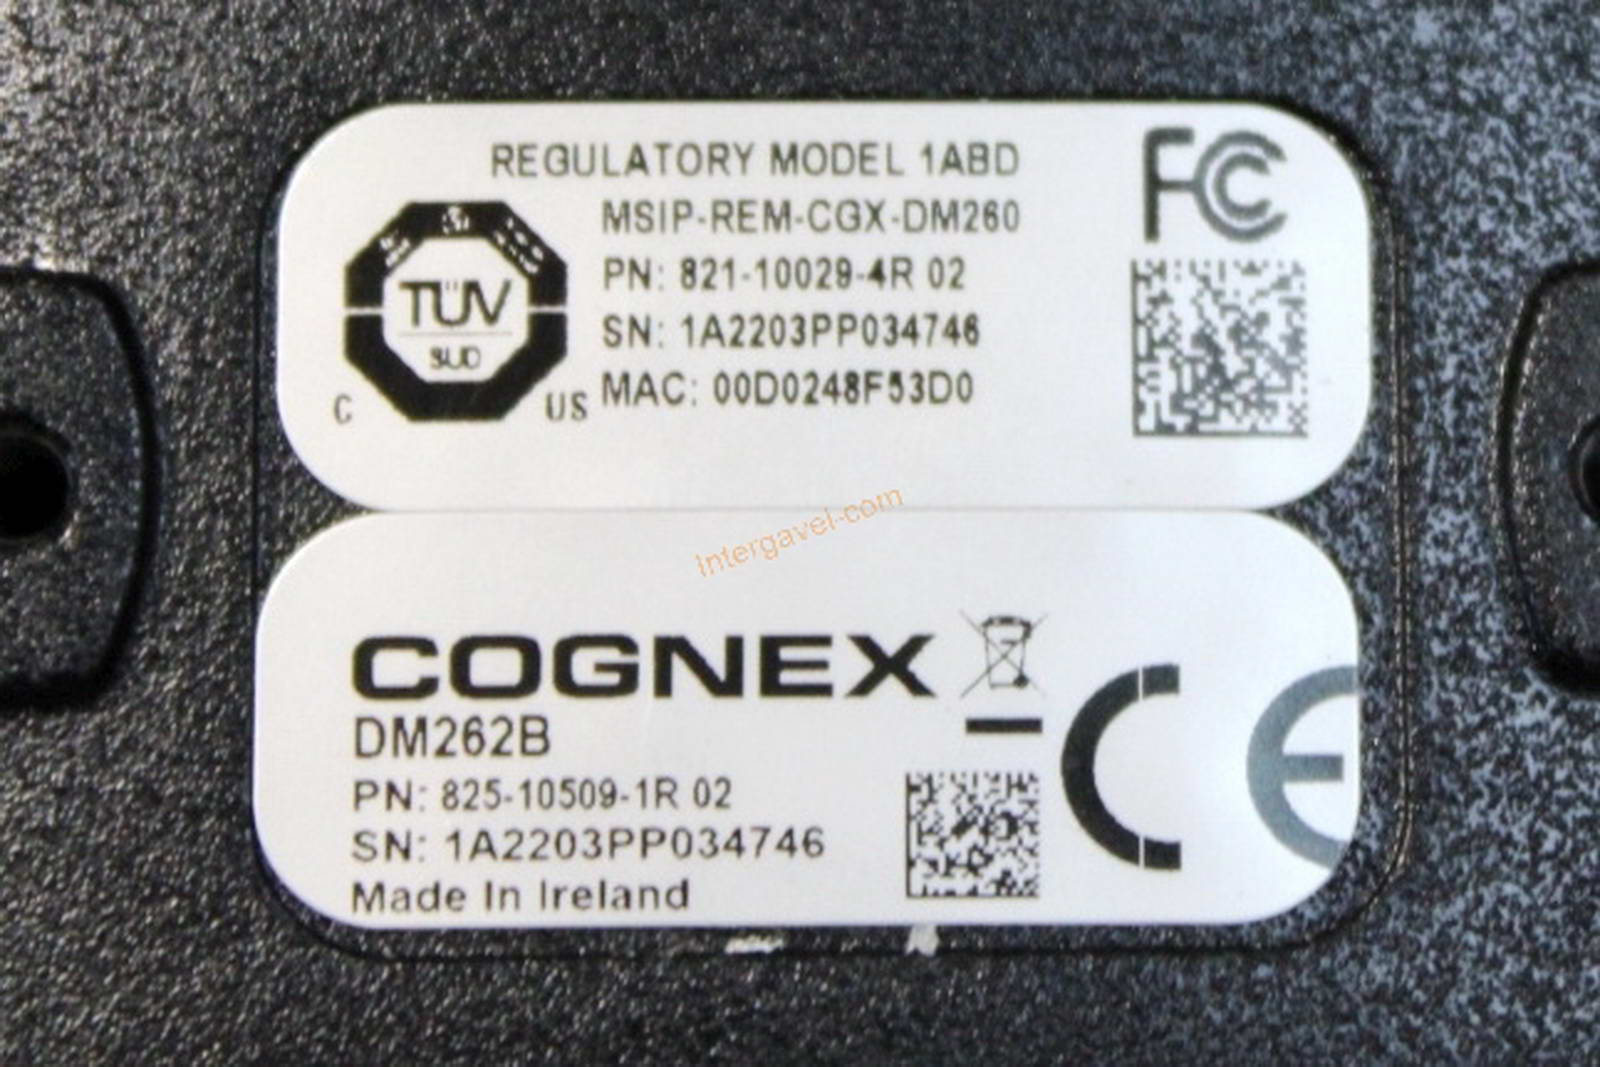 REGULATORY MODEL 1ABD
MSIP-REM-CGX-DM260
PN: 821-10029-4R 02
SN: 1A2203PP034746
MAC: 00D0248F53D0
FC
TÜV
SUD
C US
Intergavel.com
COGNEX
DM262B
PN: 825-10509-1R 02
SN: 1A2203PP034746
Made In Ireland
CE